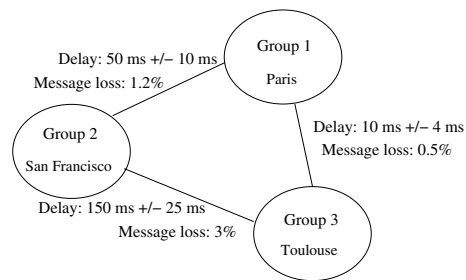 Group 1
Paris
Delay: 50 ms +/− 10 ms
Message loss: 1.2%
Group 2
San Francisco
Delay: 10 ms +/− 4 ms
Message loss: 0.5%
Delay: 150 ms +/− 25 ms
Message loss: 3%
Group 3
Toulouse